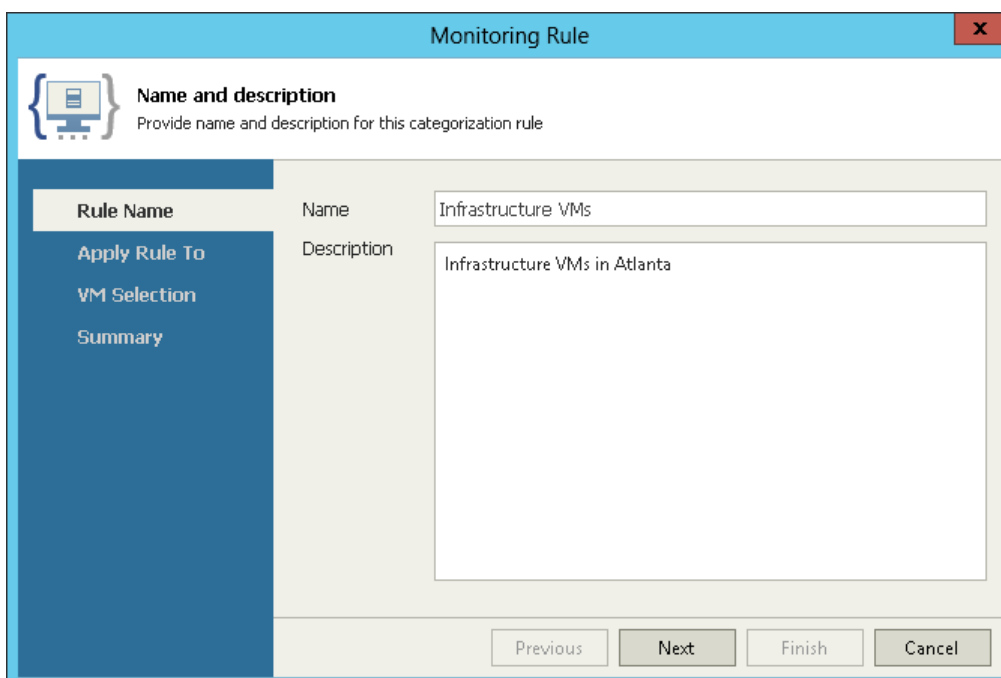 Monitoring Rule
x
Name and description
Provide name and description for this categorization rule
Rule Name
Apply Rule To
VM Selection
Summary
Name
Infrastructure VMs
Description
Infrastructure VMs in Atlanta
Previous
Next
Finish
Cancel